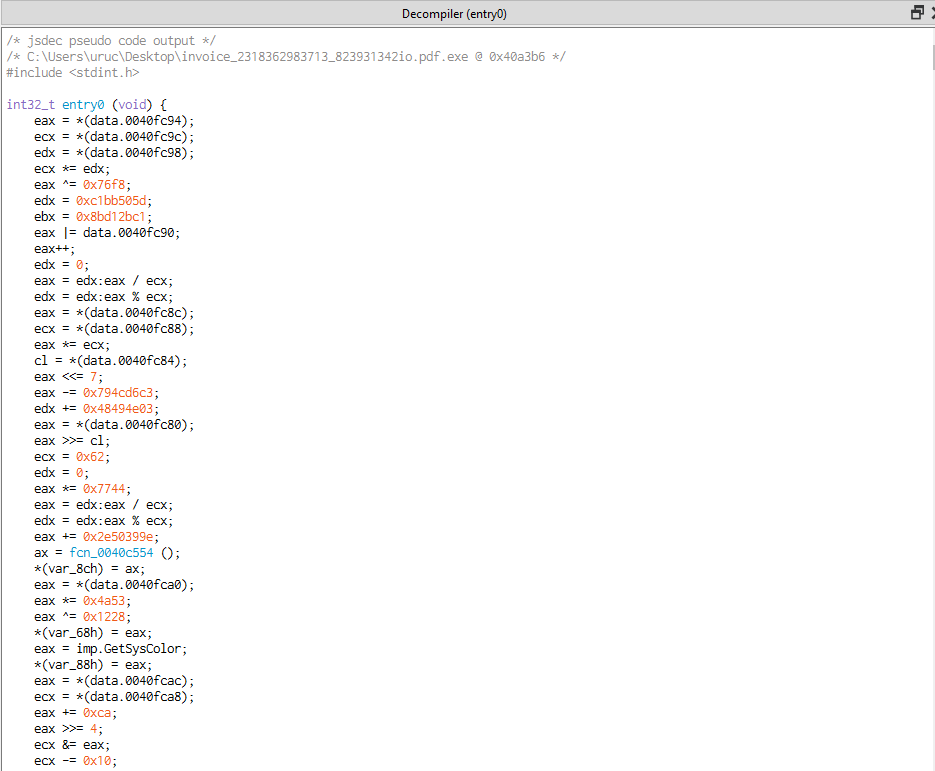 Decompiler (entry0)
/* jsdec pseudo code output */
/* C:\Users\uruc\Desktop\invoice_2318362983713_823931342io.pdf.exe @ 0x40a3b6 */
#include <stdint.h>
int32_t entry0 (void) {
eax = *(data.0040fc94);
ecx = *(data.0040fc9c);
edx = *(data.0040fc98);
ecx *= edx;
eax ^= 0x76f8;
edx = 0xc1bb505d;
ebx = 0x8bd12bc1;
eax |= data.0040fc90;
eax++;
edx = 0;
eax = edx:eax / ecx;
edx = edx:eax % ecx;
eax = *(data.0040fc8c);
ecx = *(data.0040fc88);
eax *= ecx;
cl = *(data.0040fc84);
eax <<= 7;
eax -= 0x794cd6c3;
edx += 0x48494e03;
eax = *(data.0040fc80);
eax >>= cl;
ecx = 0x62;
edx = 0;
eax *= 0x7744;
eax = edx:eax / ecx;
edx = edx:eax % ecx;
eax += 0x2e50399e;
ax = fcn_0040c554 ();
*(var_8ch) = ax;
eax = *(data.0040fca0);
eax *= 0x4a53;
eax ^= 0x1228;
*(var_68h) = eax;
eax = imp.GetSysColor;
*(var_88h) = eax;
eax = *(data.0040fcac);
ecx = *(data.0040fca8);
eax += 0xca;
eax >>= 4;
ecx &= eax;
ecx -= 0x10;